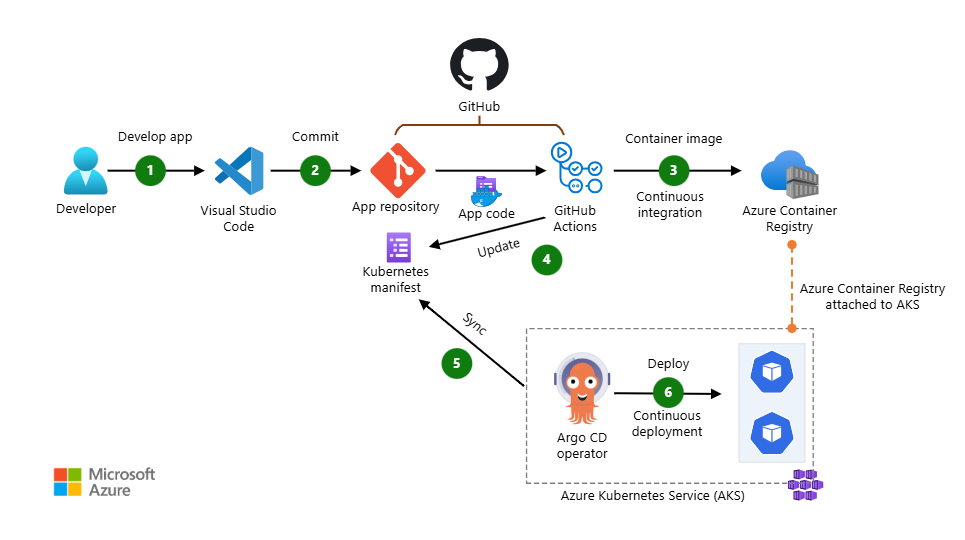 GitHub
Develop app
1
Developer
Visual Studio
Code
Commit
2
App repository
App code
GitHub
Actions
Container image
3
Continuous
integration
Azure Container
Registry
Update
4
Kubernetes
manifest
Azure Container Registry
attached to AKS
Sync
5
Argo CD
operator
Deploy
6
Continuous
deployment
Azure Kubernetes Service (AKS)
Microsoft
Azure